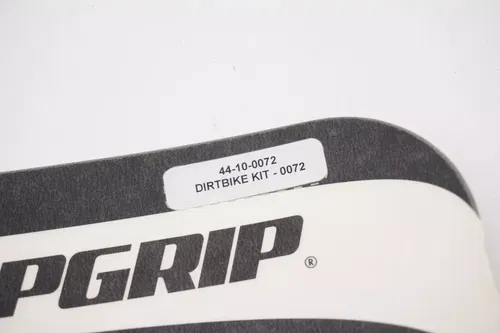 44-10-0072
DIRTBIKE KIT - 0072
PGRIP ®